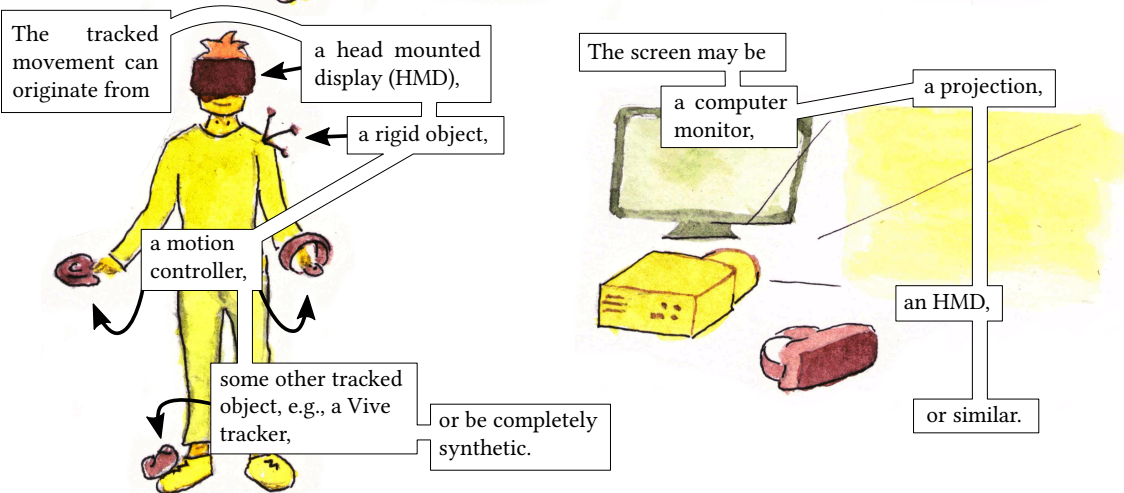 The tracked
movement can
originate from
a head mounted
display (HMD),
a rigid object,
a motion
controller,
some other tracked
object, e.g., a Vive
tracker,
or be completely
synthetic.
The screen may be
a computer
monitor,
a projection,
an HMD,
or similar.